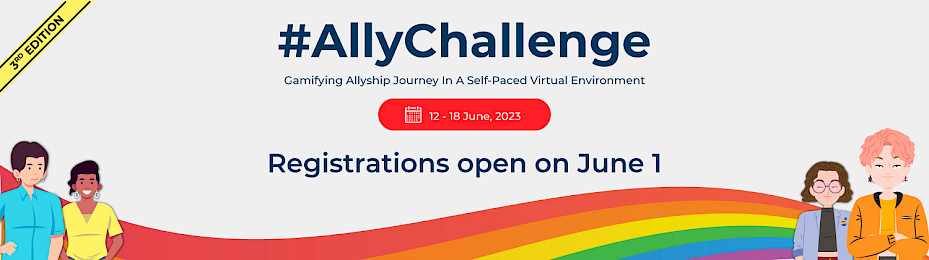 3RD EDITION
#AllyChallenge
Gamifying Allyship Journey In A Self-Paced Virtual Environment
12 - 18 June, 2023
Registrations open on June 1